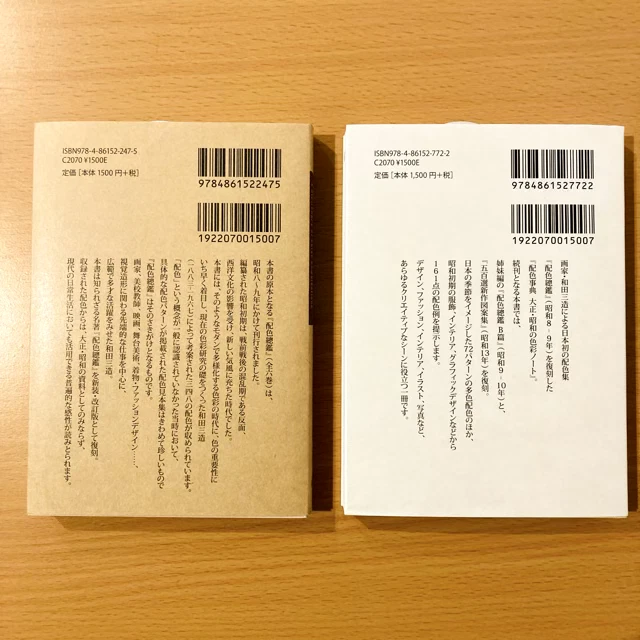 ISBN978-4-86152-247-5
C2070 ¥1500E
定価［本体 1500 円+税］
9784861522475
1922070015007
本書の原本となる『配色總鑑』〈全六巻〉は、
昭和八〜九年にかけて刊行されました。
編纂された昭和初期は、戦前戦後の混乱期である反面、
西洋文化の影響を受け、新しい気風に充ちた時代でした。
本書には、そのようなモダンで多様化する色彩の時代に、色の重要性に
いち早く着目し、現在の色彩研究の礎をつくった和田三造
（一八八三-一九六七）によって考案された三四八の配色が収められています。
「配色」という概念が一般に認識されていなかった当時において、
具体的な配色パターンが掲載された配色見本集はきわめて珍しいもので
『配色總鑑』はそのさきがけとなるものです。
画家、美校教師、映画、舞台美術、着物・ファッションデザイン……、
視覚造形に関わる先端的な仕事を中心に、
広範で多才な活躍をみせた和田三造。
本書は知られざる名著『配色總鑑』を新装・改訂版として復刻。
収録された配色からは、大正・昭和の資料としてのみならず、
現代の日常生活においても活用できる普遍的な感性が読みとれます。
ISBN978-4-86152-772-2
C2070 ¥1500E
定価［本体 1,500 円+税］
9784861527722
1922070015007
画家・和田三造による日本初の配色集
『配色總鑑』（昭和8・9年）を復刻した
『配色事典 大正・昭和の色彩ノート』。
続刊となる本書では、
姉妹編の『配色總鑑 B篇』（昭和9・10年）と、
『五百選新作図案集』（昭和13年）を復刻。
日本の季節をイメージした72パターンの多色配色のほか、
昭和初期の服飾、インテリア、グラフィックデザインなどから
161点の配色例を提示します。
デザイン、ファッション、インテリア、イラスト、写真など、
あらゆるクリエイティブなシーンに役立つ一冊です。